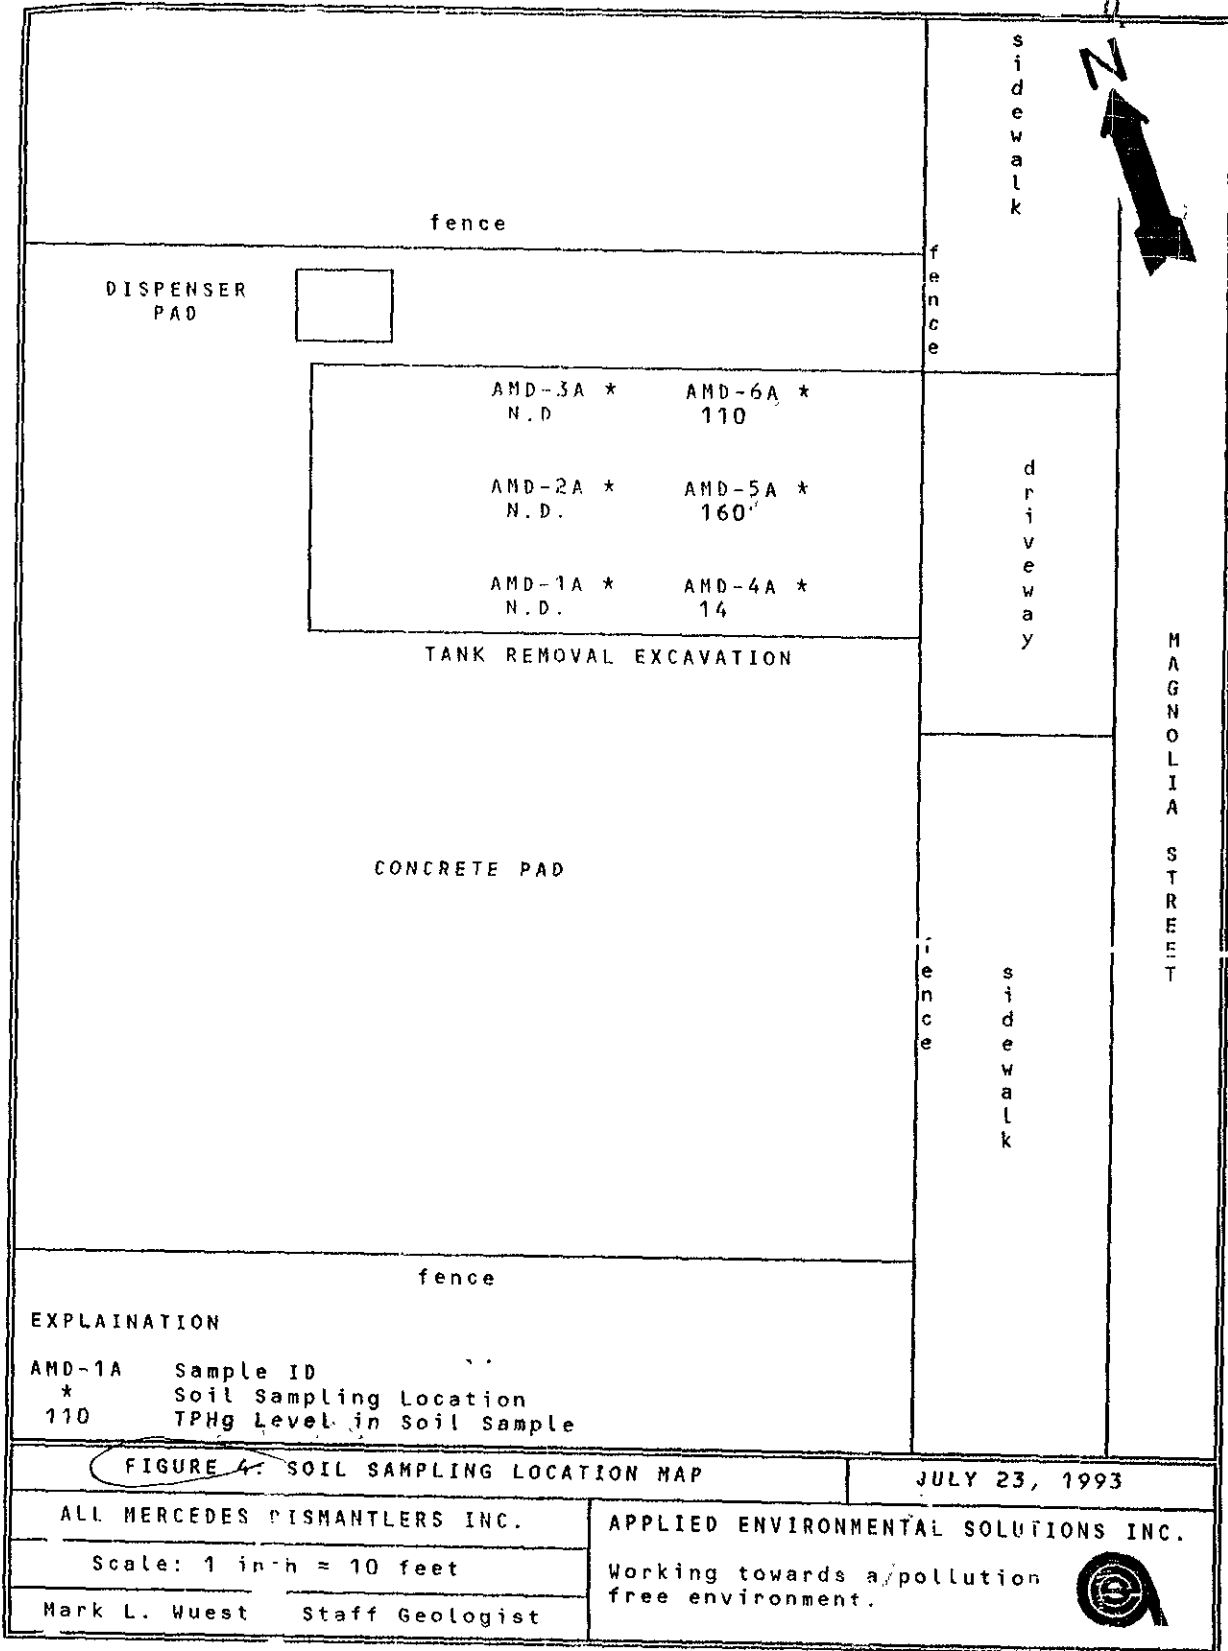 N
sidewalk
fence
fence
DISPENSER
PAD
AMD-3A * AMD-6A *
N.D 110
AMD-2A * AMD-5A *
N.D. 160
AMD-1A * AMD-4A *
N.D. 14
driveway
TANK REMOVAL EXCAVATION
MAGNOLIA STREET
CONCRETE PAD
fence
sidewalk
fence
EXPLAINATION
AMD-1A Sample ID
* Soil Sampling Location
110 TPHg Level in Soil Sample
FIGURE 4. SOIL SAMPLING LOCATION MAP
JULY 23, 1993
ALL MERCEDES DISMANTLERS INC.
Scale: 1 inch = 10 feet
Mark L. Wuest Staff Geologist
APPLIED ENVIRONMENTAL SOLUTIONS INC.
Working towards a pollution
free environment.